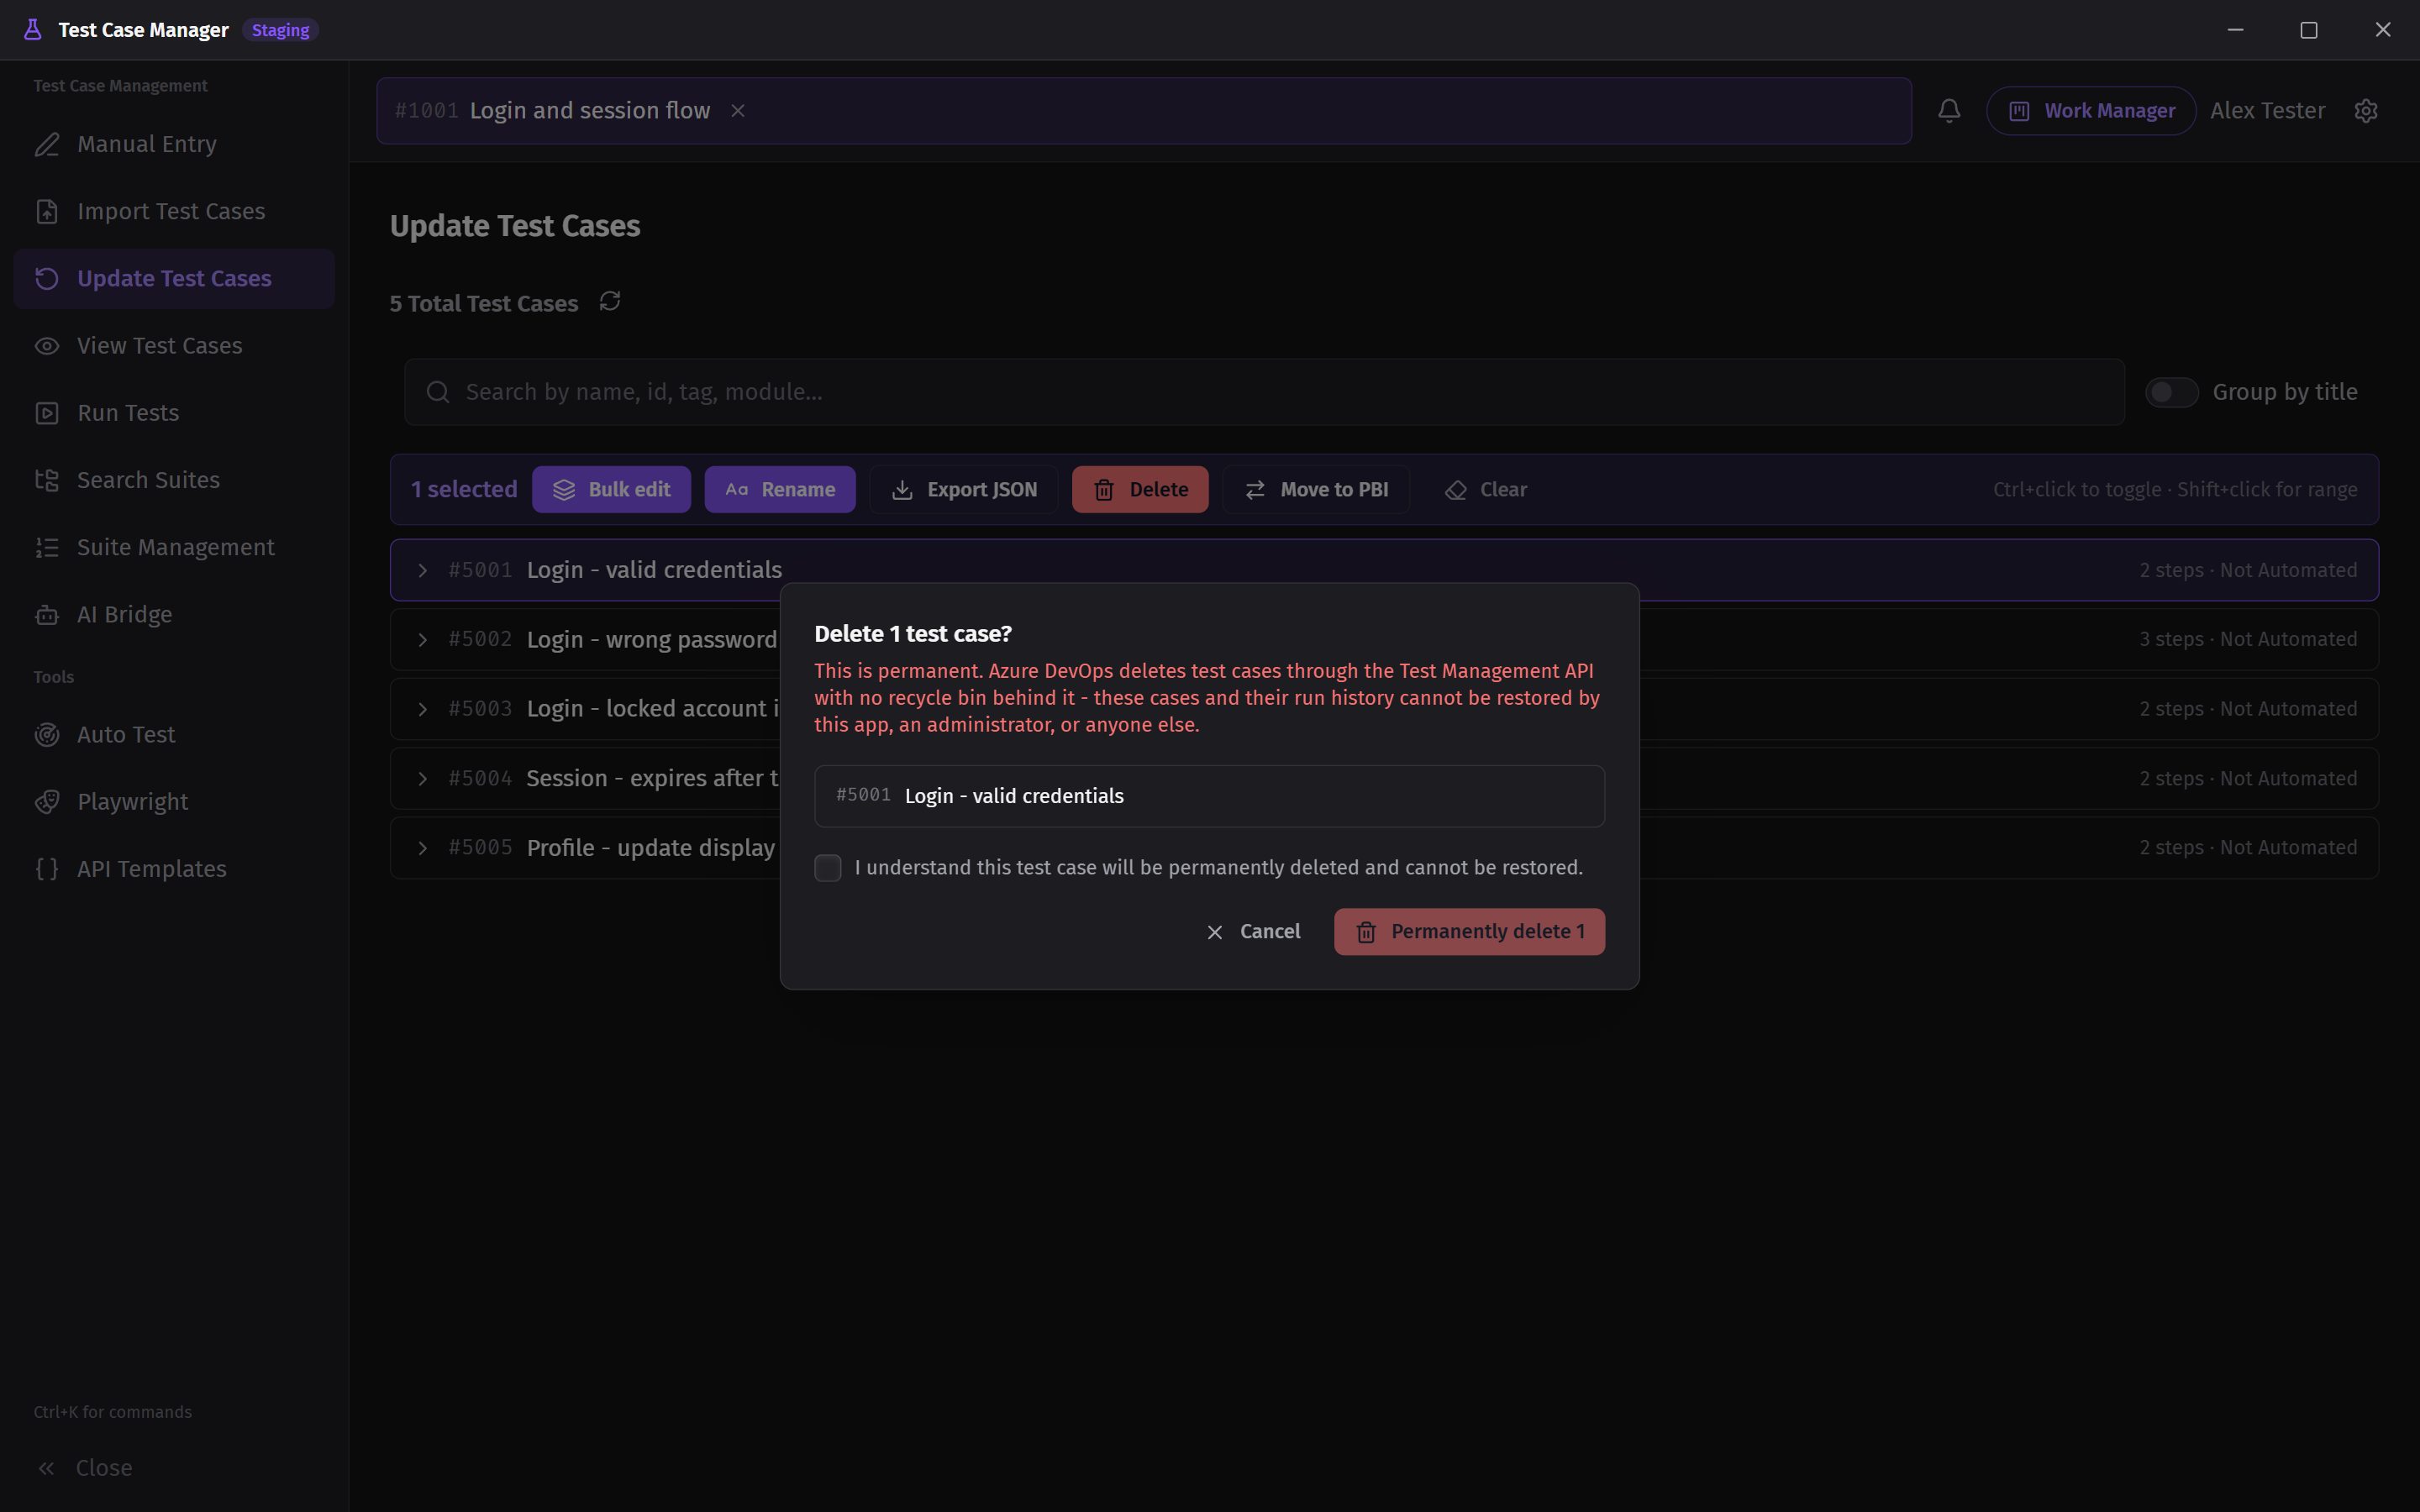 Test Case Manager Staging
Test Case Management
Manual Entry
Import Test Cases
Update Test Cases
View Test Cases
Run Tests
Search Suites
Suite Management
AI Bridge
Tools
Auto Test
Playwright
API Templates
Ctrl+K for commands
Close
#1001 Login and session flow
Work Manager
Alex Tester
Update Test Cases
5 Total Test Cases
Search by name, id, tag, module...
Group by title
1 selected
Bulk edit
Aa Rename
Export JSON
Delete
Move to PBI
Clear
Ctrl+click to toggle · Shift+click for range
#5001 Login - valid credentials 2 steps · Not Automated
#5002 Login - wrong password 3 steps · Not Automated
#5003 Login - locked account i 2 steps · Not Automated
#5004 Session - expires after t 2 steps · Not Automated
#5005 Profile - update display 2 steps · Not Automated
Delete 1 test case?
This is permanent. Azure DevOps deletes test cases through the Test Management API
with no recycle bin behind it - these cases and their run history cannot be restored by
this app, an administrator, or anyone else.
#5001 Login - valid credentials
I understand this test case will be permanently deleted and cannot be restored.
Cancel
Permanently delete 1